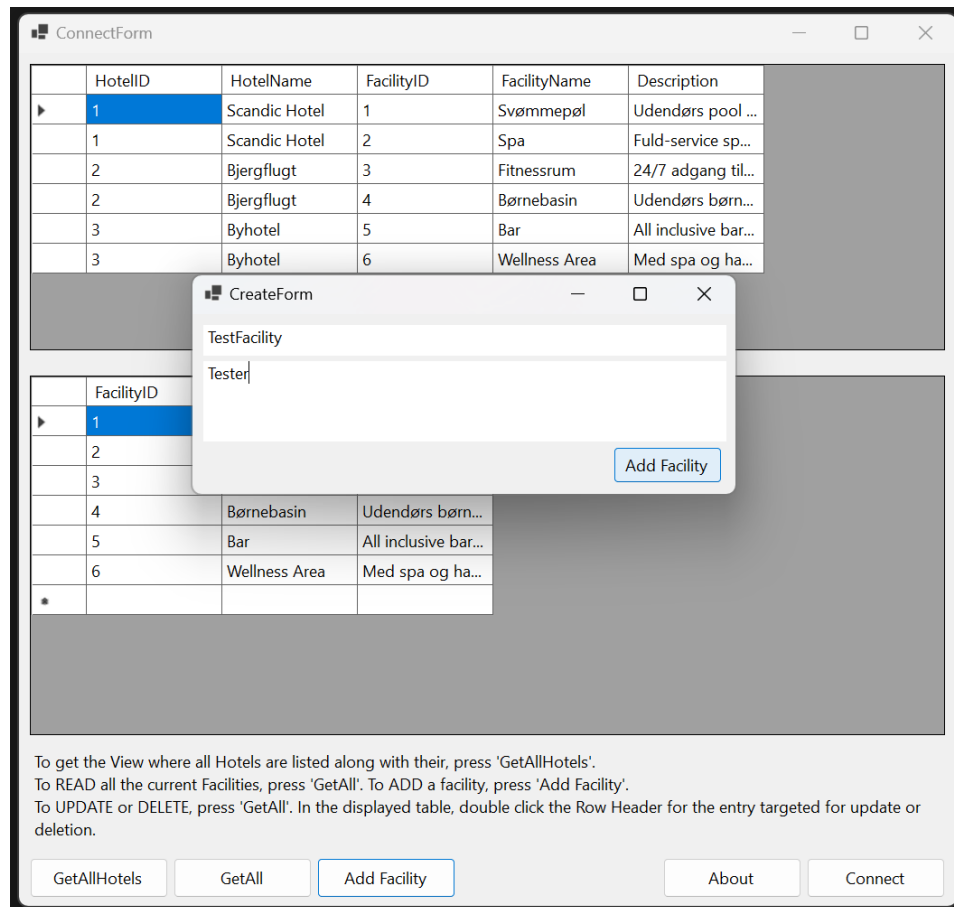 ConnectForm
HotelID HotelName FacilityID FacilityName Description
1 Scandic Hotel 1 Svømmepøl Udendørs pool ...
1 Scandic Hotel 2 Spa Fuld-service sp...
2 Bjergflugt 3 Fitnessrum 24/7 adgang til...
2 Bjergflugt 4 Børnebasin Udendørs børn...
3 Byhotel 5 Bar All inclusive bar...
3 Byhotel 6 Wellness Area Med spa og ha...
CreateForm
TestFacility
Tester
Add Facility
FacilityID
1
2
3
4 Børnebasin Udendørs børn...
5 Bar All inclusive bar...
6 Wellness Area Med spa og ha...
To get the View where all Hotels are listed along with their, press 'GetAllHotels'.
To READ all the current Facilities, press 'GetAll'. To ADD a facility, press 'Add Facility'.
To UPDATE or DELETE, press 'GetAll'. In the displayed table, double click the Row Header for the entry targeted for update or
deletion.
GetAllHotels GetAll Add Facility About Connect